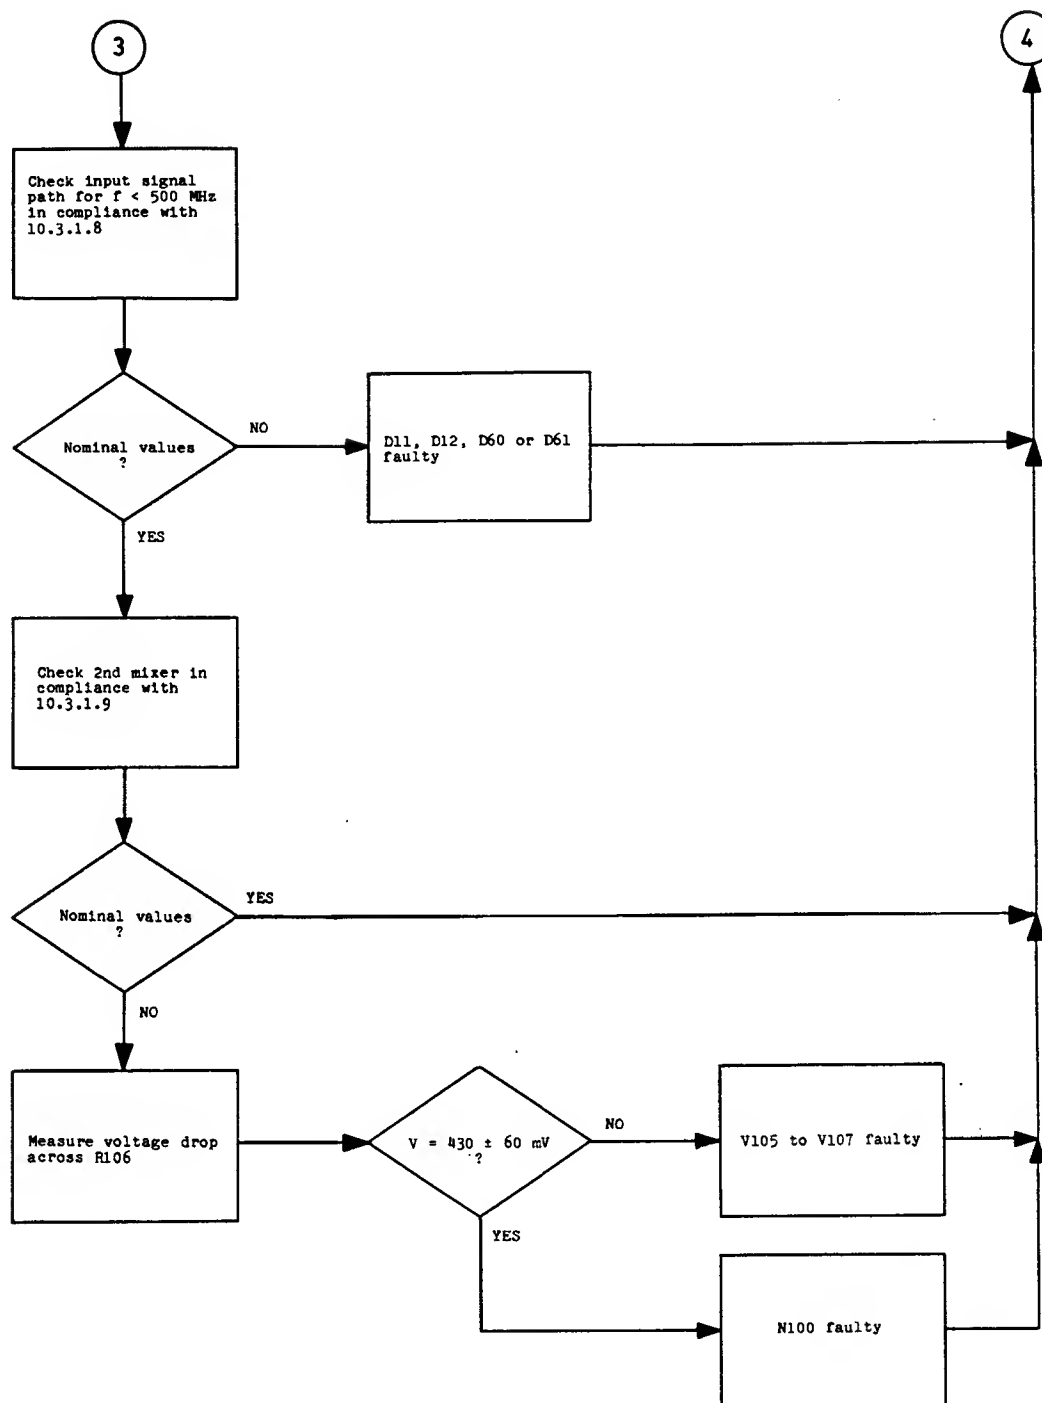 3
4
Check input signal
path for f < 500 MHz
in compliance with
10.3.1.8
Nominal values
?
NO
D11, D12, D60 or D61
faulty
YES
Check 2nd mixer in
compliance with
10.3.1.9
Nominal values
?
YES
NO
Measure voltage drop
across R106
V = 430 ± 60 mV
?
NO
V105 to V107 faulty
YES
N100 faulty